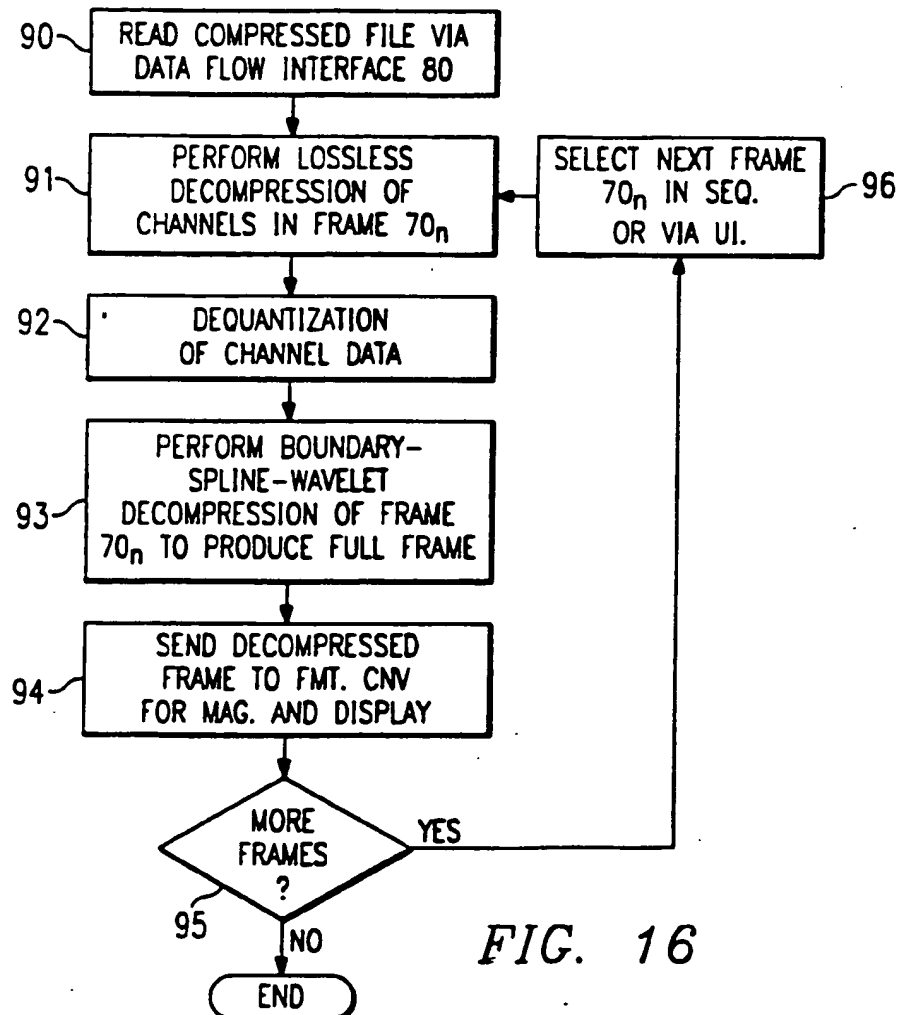 90
READ COMPRESSED FILE VIA
DATA FLOW INTERFACE 80
91
PERFORM LOSSLESS
DECOMPRESSION OF
CHANNELS IN FRAME 70n
SELECT NEXT FRAME
70n IN SEQ.
OR VIA UI.
96
92
DEQUANTIZATION
OF CHANNEL DATA
93
PERFORM BOUNDARY-
SPLINE-WAVELET
DECOMPRESSION OF FRAME
70n TO PRODUCE FULL FRAME
94
SEND DECOMPRESSED
FRAME TO FMT. CNV
FOR MAG. AND DISPLAY
MORE
FRAMES
?
YES
95
NO
END
FIG. 16